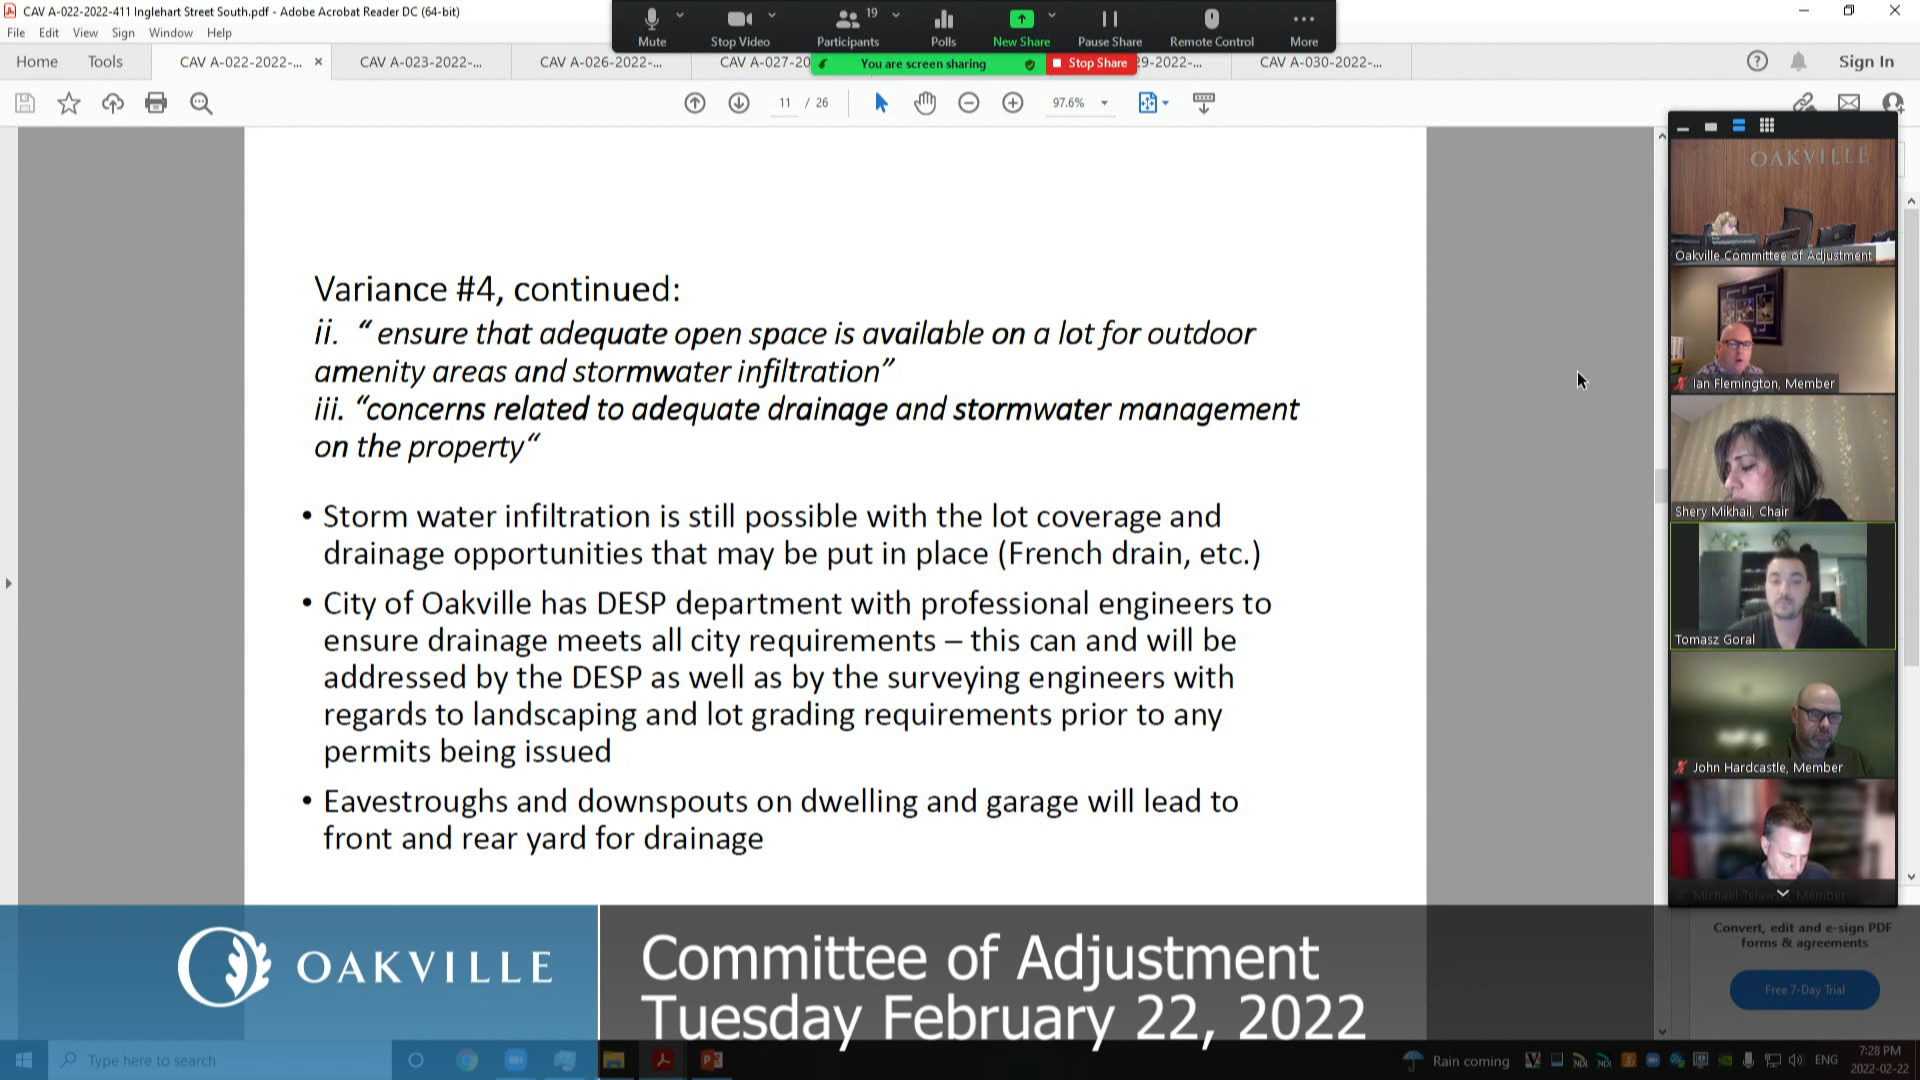 CAV A-022-2022-411 Inglehart Street South.pdf - Adobe Acrobat Reader DC (64-bit)
File Edit View Sign Window Help
Mute Stop Video Participants 19 Polls New Share Pause Share Remote Control More
You are screen sharing Stop Share
Home Tools CAV A-022-2022-... CAV A-023-2022-... CAV A-026-2022-... CAV A-027-20 29-2022-... CAV A-030-2022-... Sign In
11 / 26 97.6%
Variance #4, continued:
ii. “ ensure that adequate open space is available on a lot for outdoor
amenity areas and stormwater infiltration”
iii. “concerns related to adequate drainage and stormwater management
on the property“
• Storm water infiltration is still possible with the lot coverage and
drainage opportunities that may be put in place (French drain, etc.)
• City of Oakville has DESP department with professional engineers to
ensure drainage meets all city requirements – this can and will be
addressed by the DESP as well as by the surveying engineers with
regards to landscaping and lot grading requirements prior to any
permits being issued
• Eavestroughs and downspouts on dwelling and garage will lead to
front and rear yard for drainage
OAKVILLE
Oakville Committee of Adjustment
Ian Flemington, Member
Shery Mikhail, Chair
Tomasz Goral
John Hardcastle, Member
Convert, edit and e-sign PDF
forms & agreements
Free 7-Day Trial
OAKVILLE
Committee of Adjustment
Tuesday February 22, 2022
Type here to search
Rain coming
ENG
7:28 PM
2022-02-22